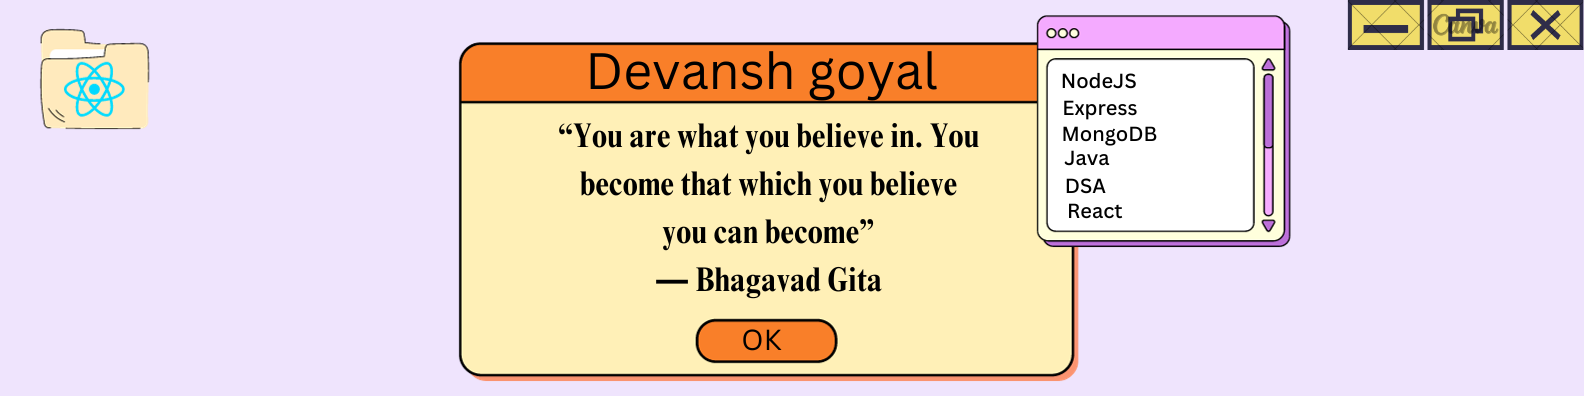 Devansh goyal
“You are what you believe in. You
become that which you believe
you can become”
— Bhagavad Gita
OK
NodeJS
Express
MongoDB
Java
DSA
React
Canva